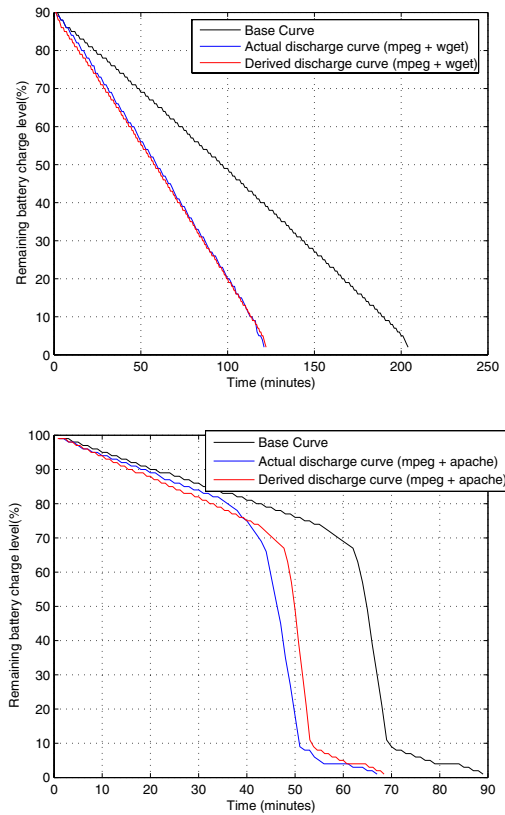 90
80
70
60
50
40
30
20
10
0
Remaining battery charge level(%)
Base Curve
Actual discharge curve (mpeg + wget)
Derived discharge curve (mpeg + wget)
0 50 100 150 200 250
Time (minutes)
100
90
80
70
60
50
40
30
20
10
0
Remaining battery charge level(%)
Base Curve
Actual discharge curve (mpeg + apache)
Derived discharge curve (mpeg + apache)
0 10 20 30 40 50 60 70 80 90
Time (minutes)